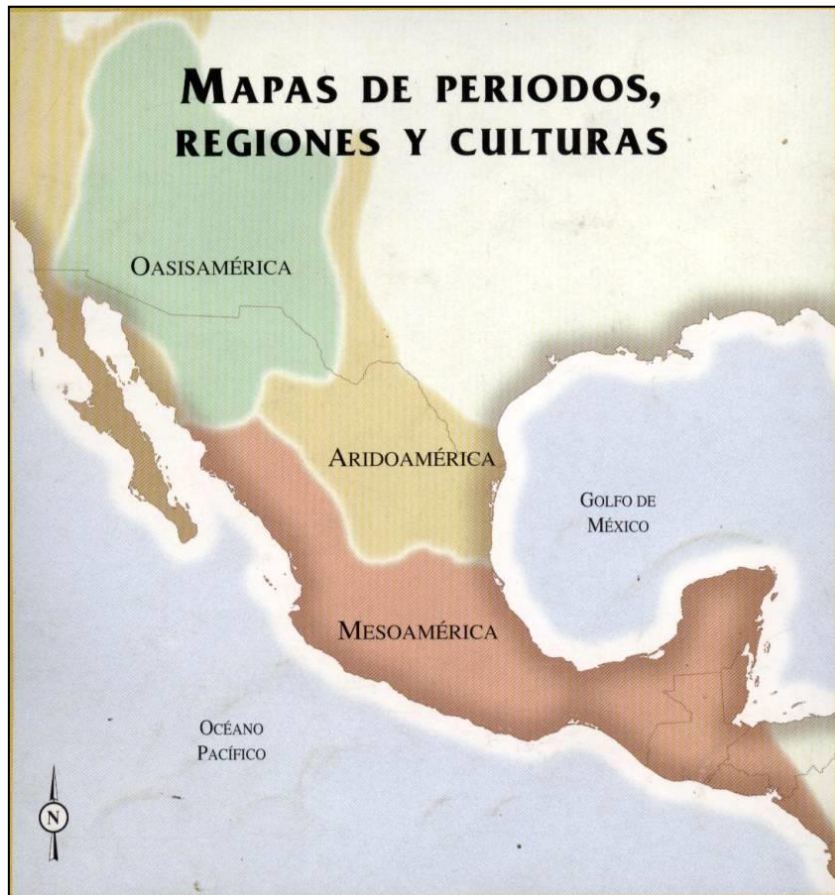 MAPAS DE PERIODOS,
REGIONES Y CULTURAS
OASISAMÉRICA
ARIDOAMÉRICA
GOLFO DE
MÉXICO
MESOAMÉRICA
OCÉANO
PACÍFICO
N